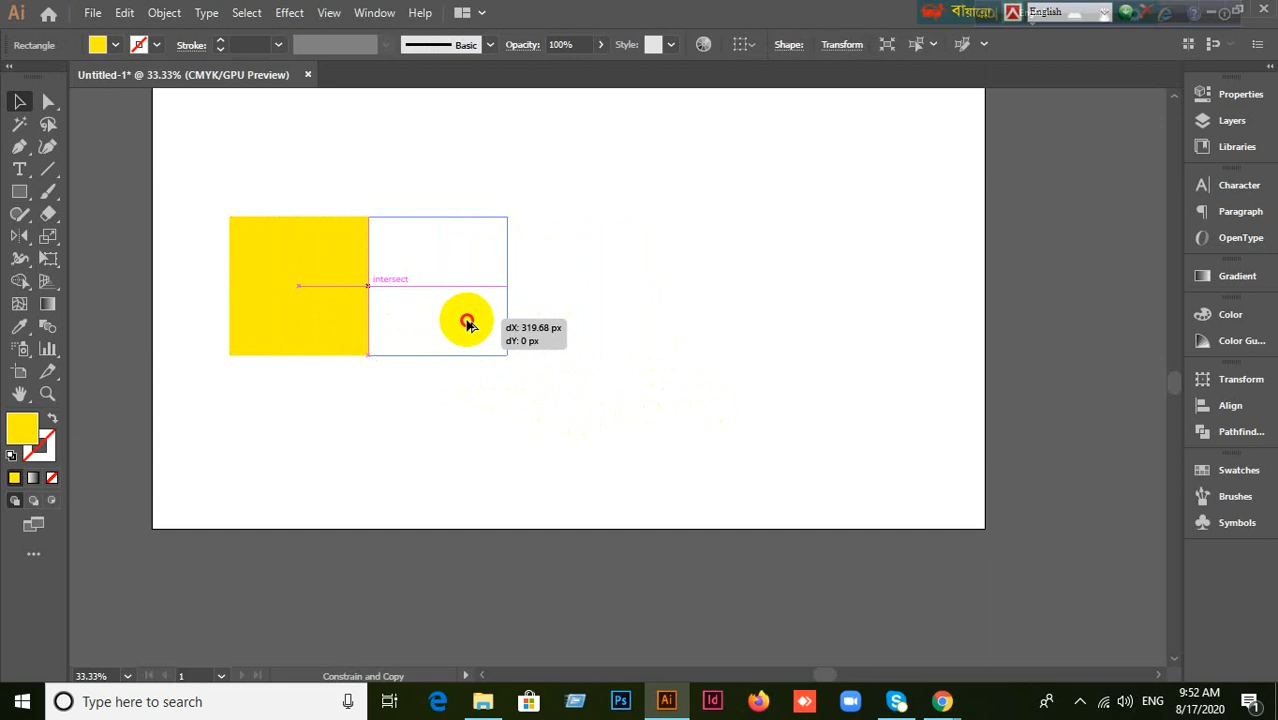 Ai File Edit Object Type Select Effect View Window Help
বায়ান্নো English
Rectangle Stroke: Basic Opacity: 100% Style: Shape: Transform
Untitled-1* @ 33.33% (CMYK/GPU Preview)
Properties
Layers
Libraries
Character
Paragraph
OpenType
Gradient
Color
Color Gu...
Transform
Align
Pathfind...
Swatches
Brushes
Symbols
intersect
dX: 319.68 px
dY: 0 px
33.33% 1 Constrain and Copy
Type here to search
Ps Ai Id
ENG
9:52 AM
8/17/2020